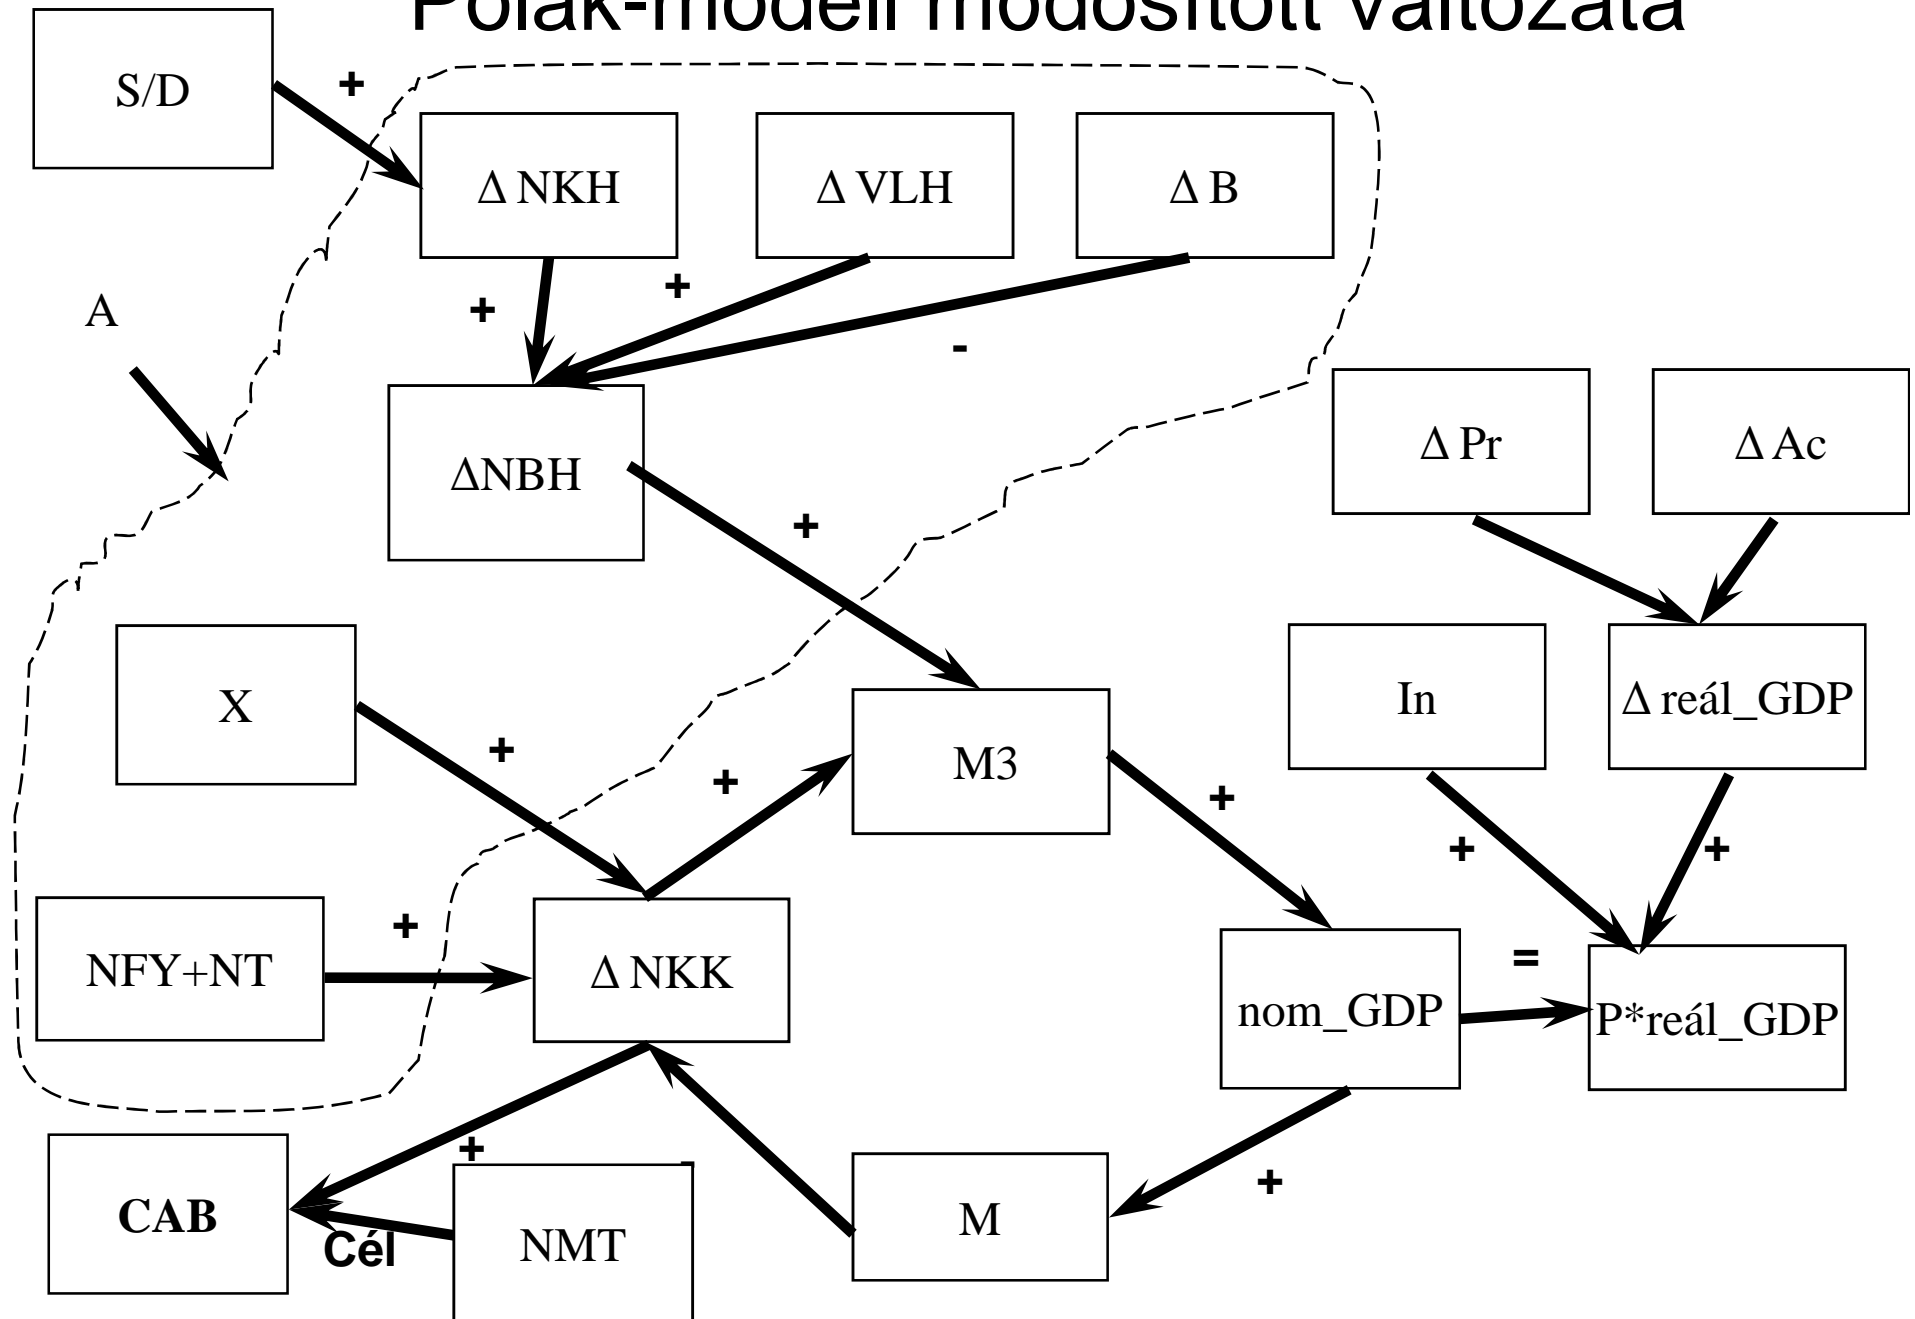 Polak-modell módosított változata
S/D
+
Δ NKH
Δ VLH
Δ B
+
+
-
A
ΔNBH
+
Δ Pr
Δ Ac
X
+
+
M3
In
Δ reál_GDP
+
+
+
NFY+NT
+
Δ NKK
nom_GDP
=
P*reál_GDP
CAB
+
-
Cél
NMT
M
+